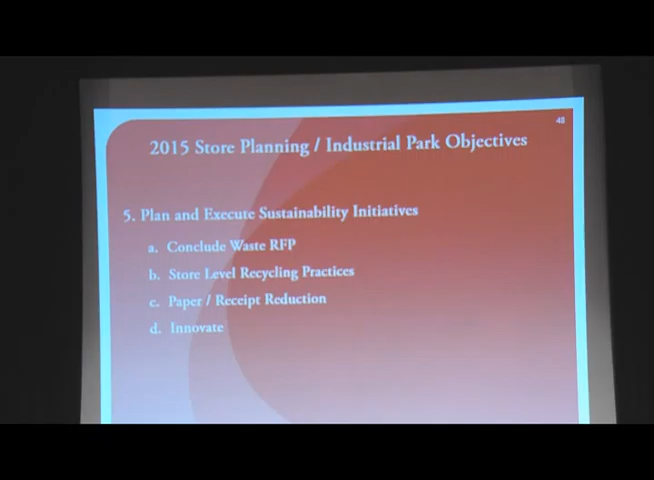 48
2015 Store Planning / Industrial Park Objectives
5. Plan and Execute Sustainability Initiatives
a. Conclude Waste RFP
b. Store Level Recycling Practices
c. Paper / Receipt Reduction
d. Innovate